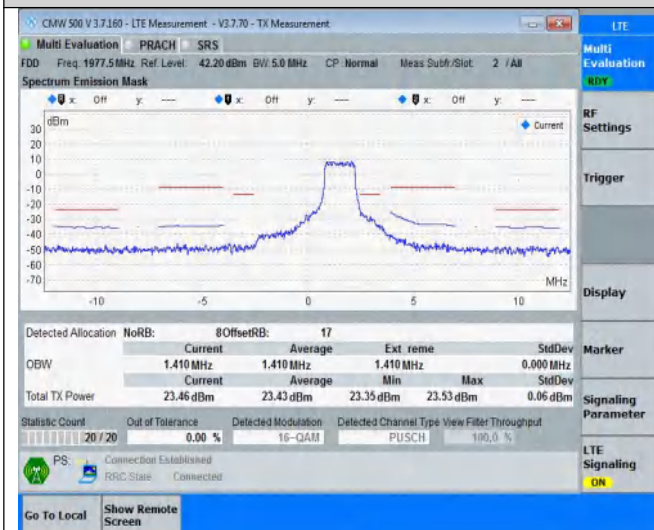 CMW 500 V 3.7.160 - LTE Measurement - V3.7.70 - TX Measurement
LTE
Multi Evaluation PRACH SRS
Multi
Evaluation
RDY
FDD Freq: 1977.5 MHz Ref. Level: 42.20 dBm BW: 5.0 MHz CP: Normal Meas Subfr./Slot: 2 / All
Spectrum Emission Mask
x: Off y: --- x: Off y: --- x: Off y: ---
dBm
Current
30
20
10
0
-10
-20
-30
-40
-50
-60
-70
MHz
-10 -5 0 5 10
RF
Settings
Trigger
Display
Marker
Signaling
Parameter
LTE
Signaling
ON
Detected Allocation NoRB: 8 OffsetRB: 17
Current Average Extreme StdDev
OBW 1.410 MHz 1.410 MHz 1.410 MHz 0.000 MHz
Current Average Min Max StdDev
Total TX Power 23.46 dBm 23.43 dBm 23.35 dBm 23.53 dBm 0.06 dBm
Statistic Count Out of Tolerance Detected Modulation Detected Channel Type View Filter Throughput
20 / 20 0.00 % 16-QAM PUSCH 100,0 %
PS: Connection Established
RRC State Connected
Go To Local Show Remote
Screen